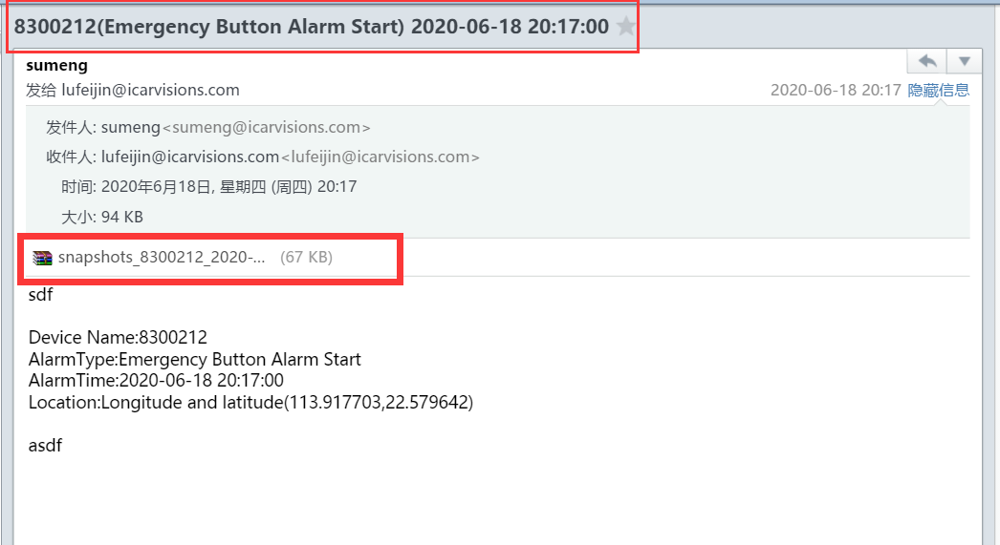 8300212(Emergency Button Alarm Start) 2020-06-18 20:17:00
sumeng
发给 lufeijin@icarvisions.com 2020-06-18 20:17 隐藏信息
发件人: sumeng<sumeng@icarvisions.com>
收件人: lufeijin@icarvisions.com<lufeijin@icarvisions.com>
时间: 2020年6月18日, 星期四 (周四) 20:17
大小: 94 KB
snapshots_8300212_2020-... (67 KB)
sdf
Device Name:8300212
AlarmType:Emergency Button Alarm Start
AlarmTime:2020-06-18 20:17:00
Location:Longitude and latitude(113.917703,22.579642)
asdf